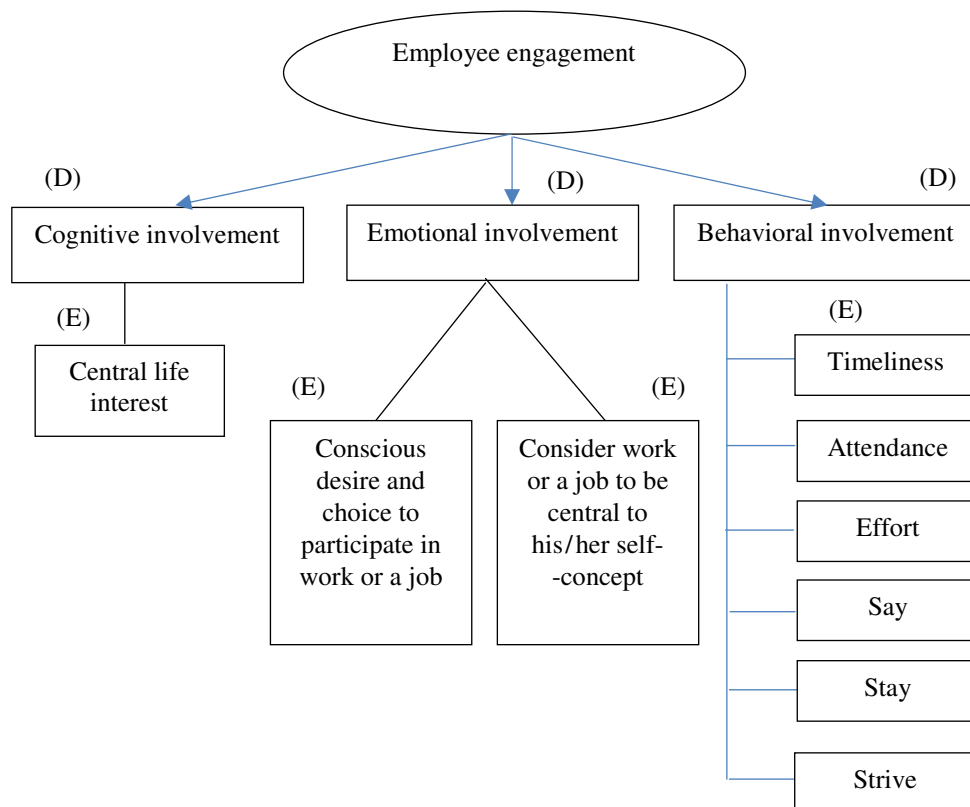 Employee engagement
(D)
(D)
(D)
Cognitive involvement
Emotional involvement
Behavioral involvement
(E)
Central life
interest
(E)
Conscious
desire and
choice to
participate in
work or a job
(E)
Consider work
or a job to be
central to
his/her self-
-concept
(E)
Timeliness
Attendance
Effort
Say
Stay
Strive